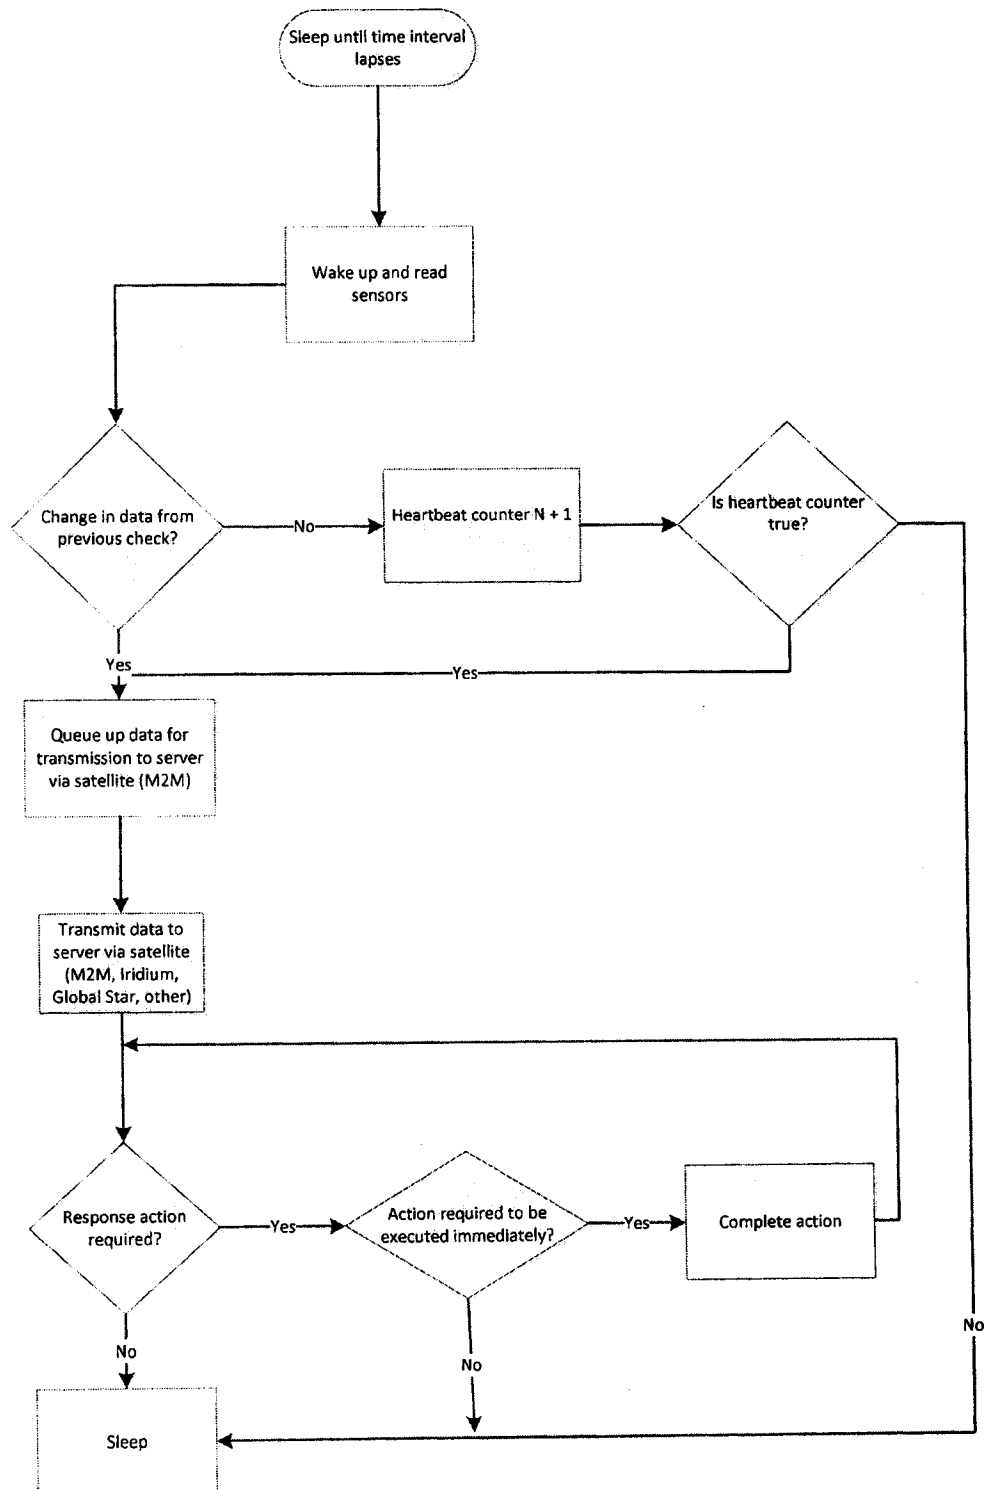 Sleep until time interval
lapses
Wake up and read
sensors
Change in data from
previous check?
No
Heartbeat counter N + 1
Is heartbeat counter
true?
Yes
Yes
Queue up data for
transmission to server
via satellite (M2M)
Transmit data to
server via satellite
(M2M, Iridium,
Global Star, other)
Response action
required?
Yes
Action required to be
executed immediately?
Yes
Complete action
No
No
No
Sleep